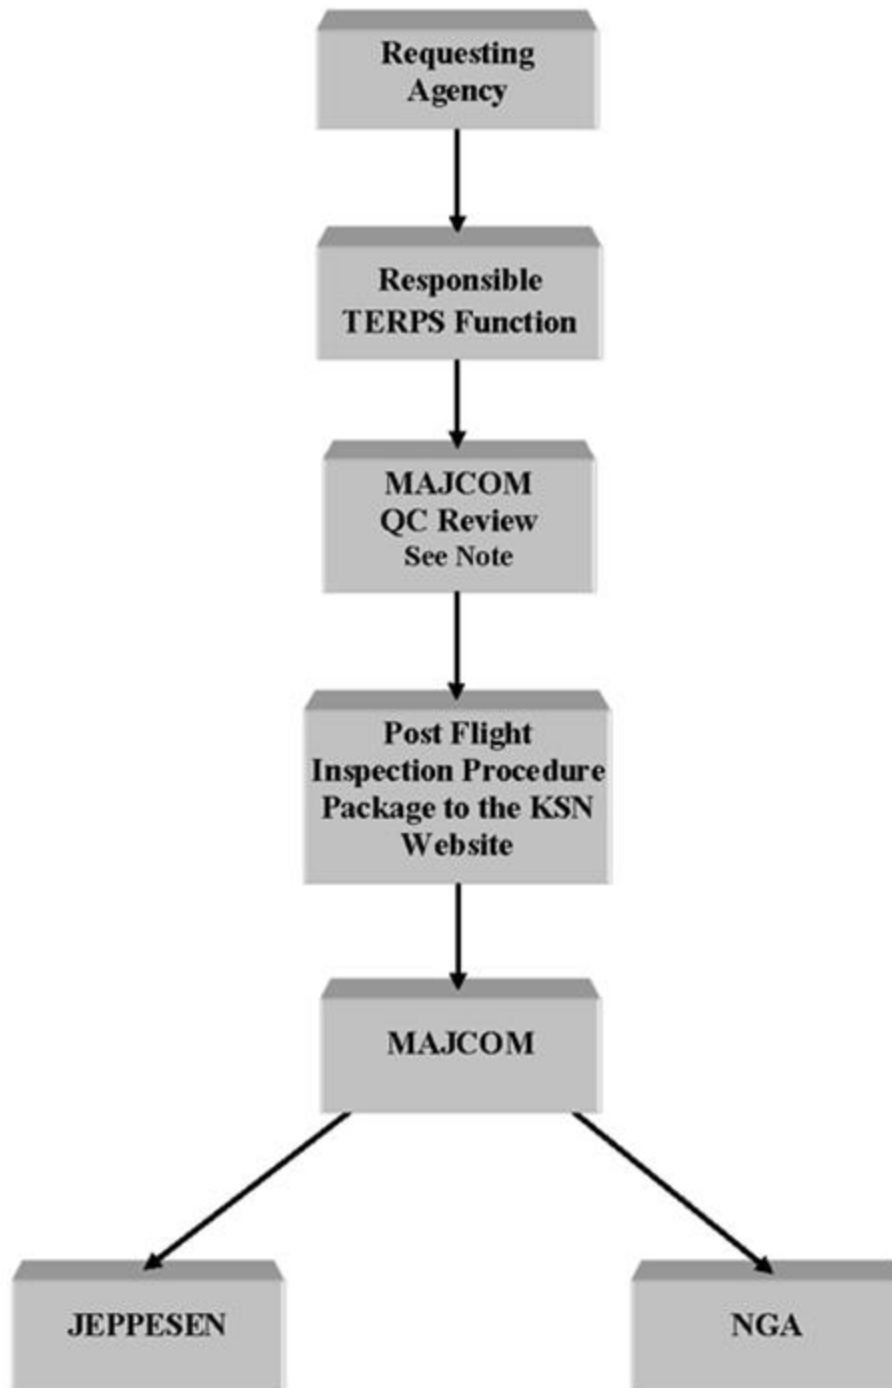 Requesting
Agency
Responsible
TERPS Function
MAJCOM
QC Review
See Note
Post Flight
Inspection Procedure
Package to the KSN
Website
MAJCOM
JEPPESEN
NGA